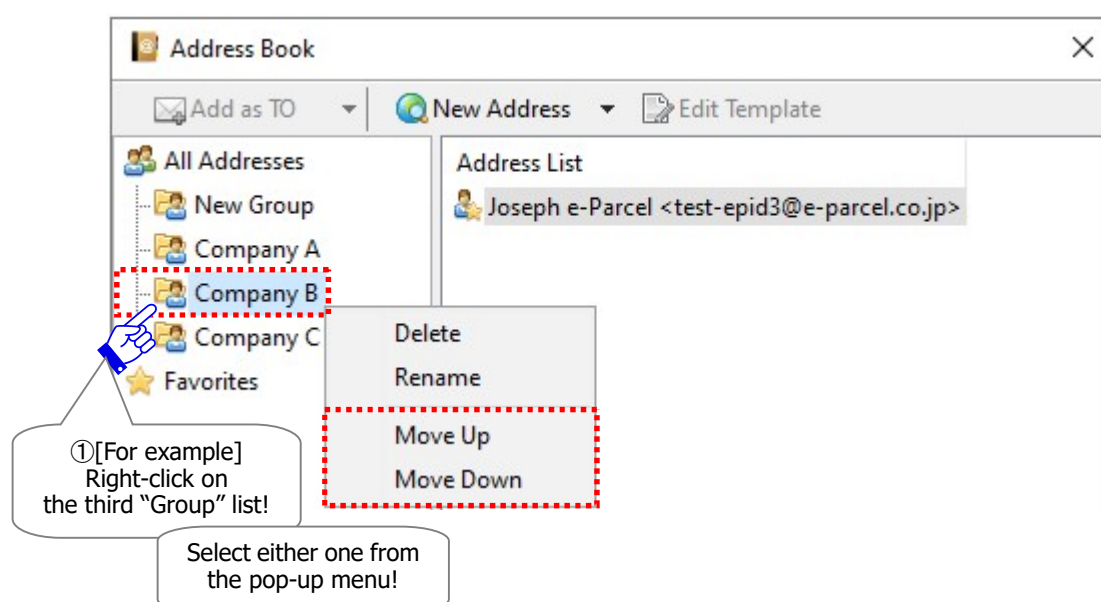 Address Book
Add as TO
New Address
Edit Template
All Addresses
New Group
Company A
Company B
Company C
Favorites
Address List
Joseph e-Parcel <test-epid3@e-parcel.co.jp>
Delete
Rename
Move Up
Move Down
①[For example]
Right-click on
the third “Group” list!
Select either one from
the pop-up menu!